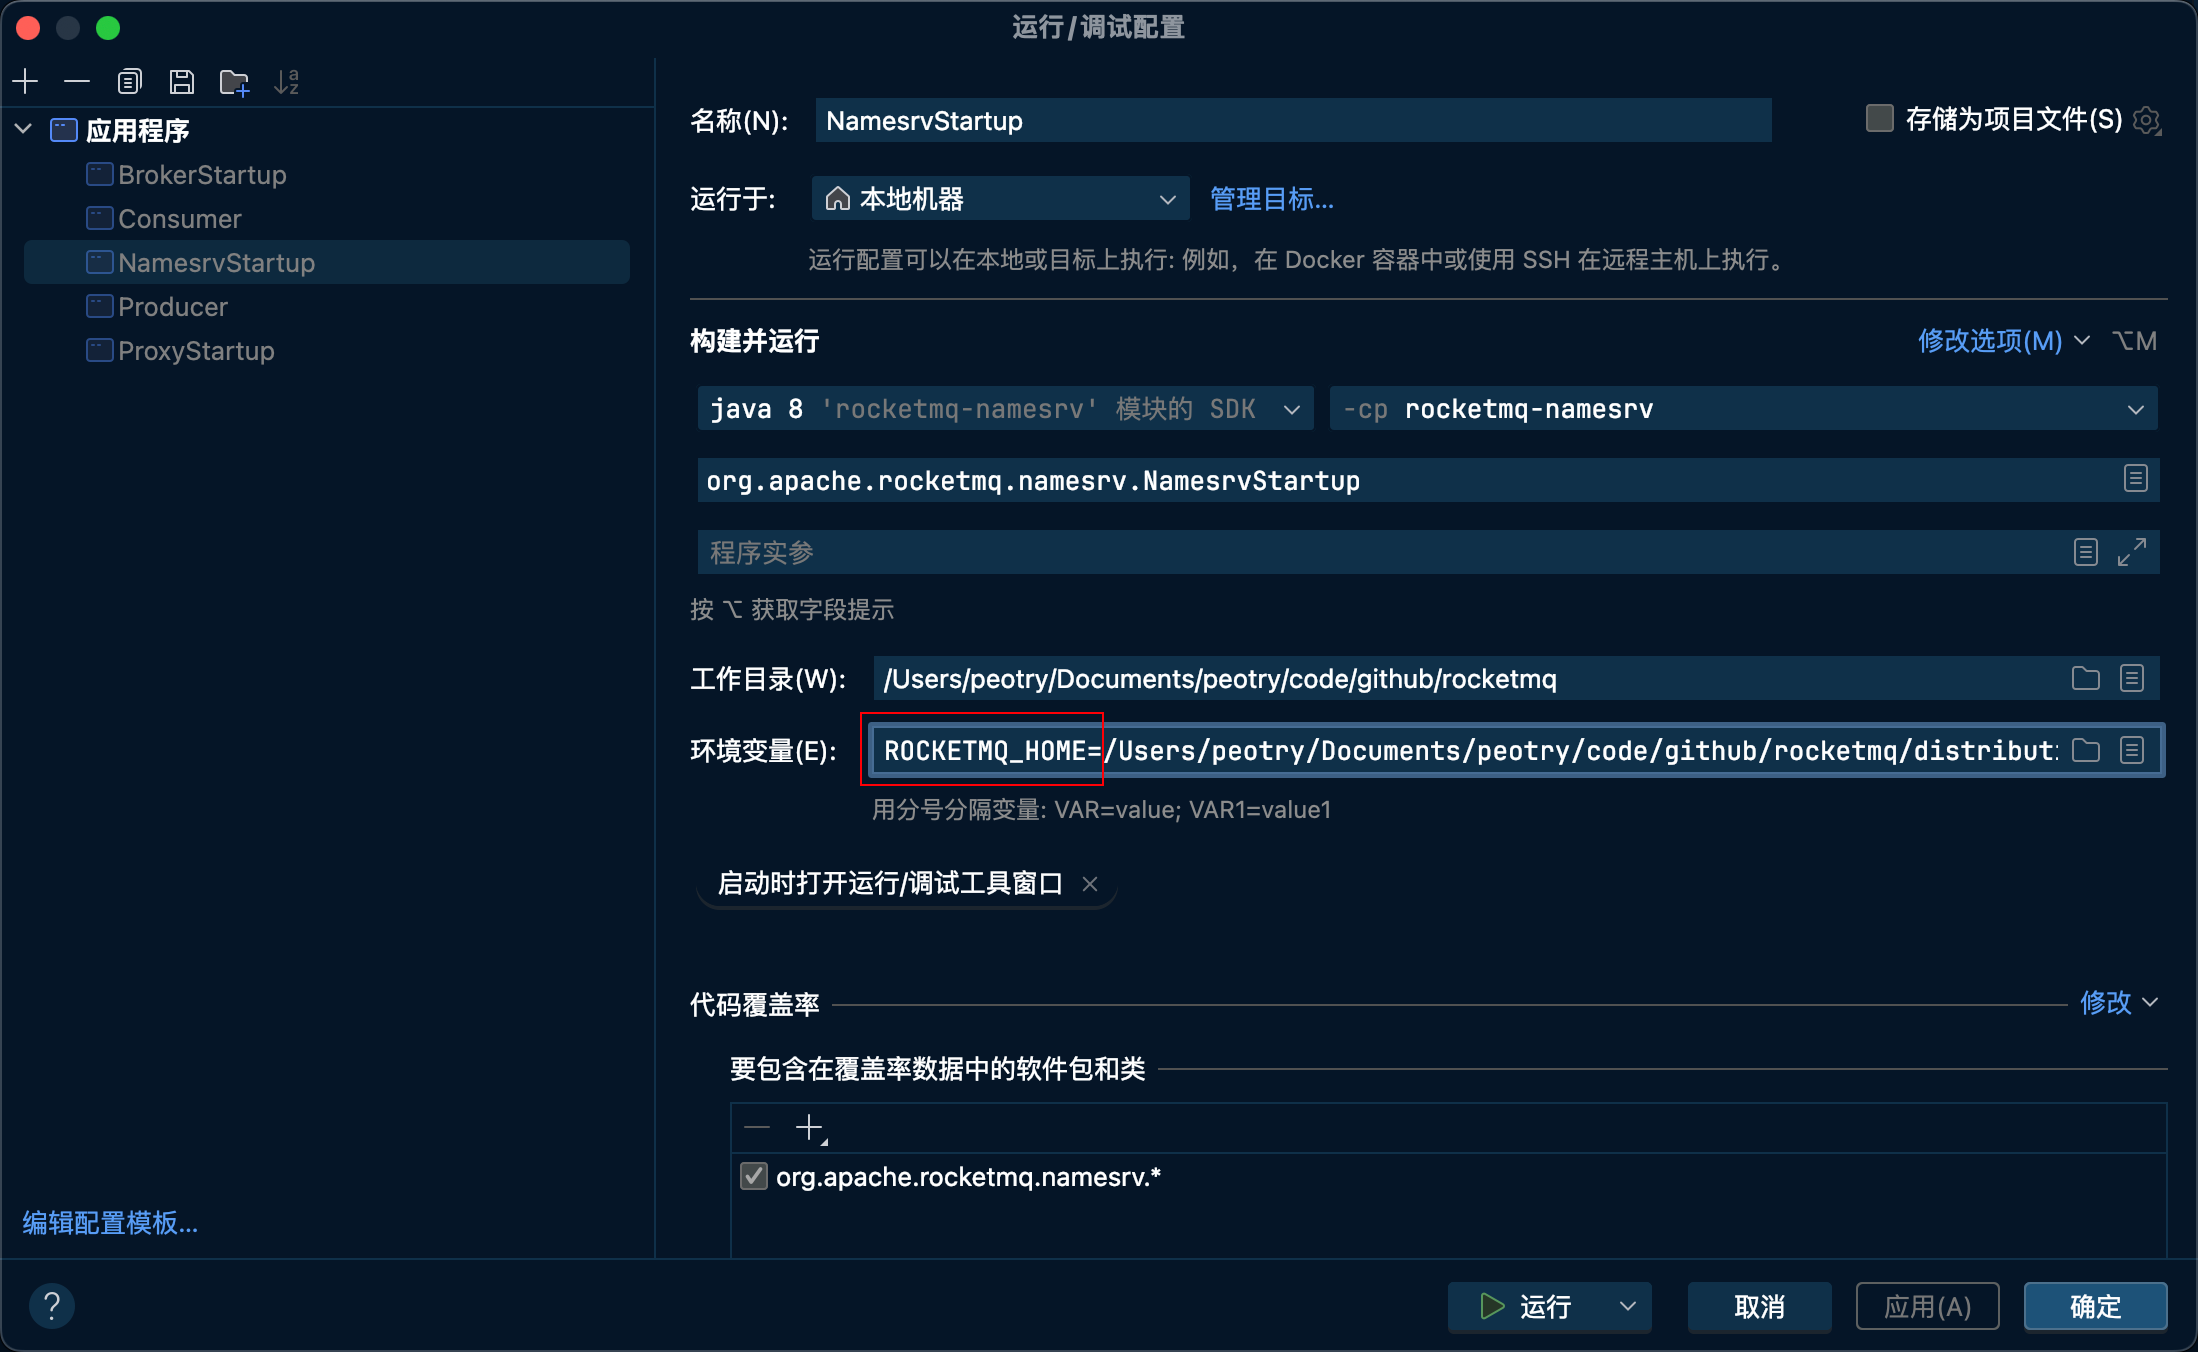 运行/调试配置
应用程序
BrokerStartup
Consumer
NamesrvStartup
Producer
ProxyStartup
编辑配置模板...
名称(N): NamesrvStartup 存储为项目文件(S)
运行于: 本地机器 管理目标...
运行配置可以在本地或目标上执行: 例如，在 Docker 容器中或使用 SSH 在远程主机上执行。
构建并运行 修改选项(M) ⌥M
java 8 'rocketmq-namesrv' 模块的 SDK -cp rocketmq-namesrv
org.apache.rocketmq.namesrv.NamesrvStartup
程序实参
按 ⌥ 获取字段提示
工作目录(W): /Users/peotry/Documents/peotry/code/github/rocketmq
环境变量(E): ROCKETMQ_HOME=/Users/peotry/Documents/peotry/code/github/rocketmq/distribut
用分号分隔变量: VAR=value; VAR1=value1
启动时打开运行/调试工具窗口 ×
代码覆盖率 修改
要包含在覆盖率数据中的软件包和类
org.apache.rocketmq.namesrv.*
? 运行 取消 应用(A) 确定